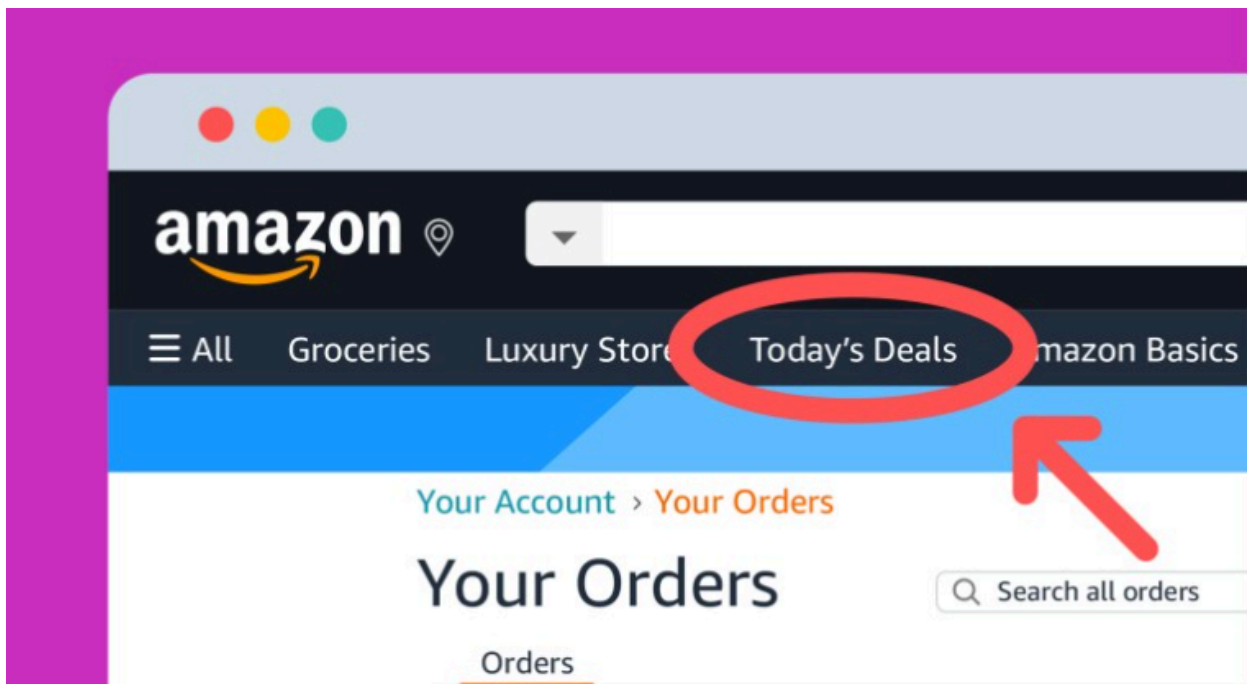 amazon
All Groceries Luxury Store Today's Deals mazon Basics
Your Account › Your Orders
Your Orders
Search all orders
Orders